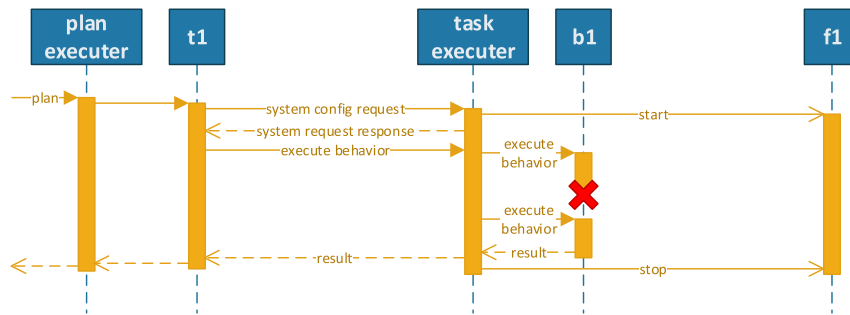 plan
executer
t1
task
executer
b1
f1
plan
system config request
start
system request response
execute
behavior
execute behavior
execute
behavior
result
result
stop